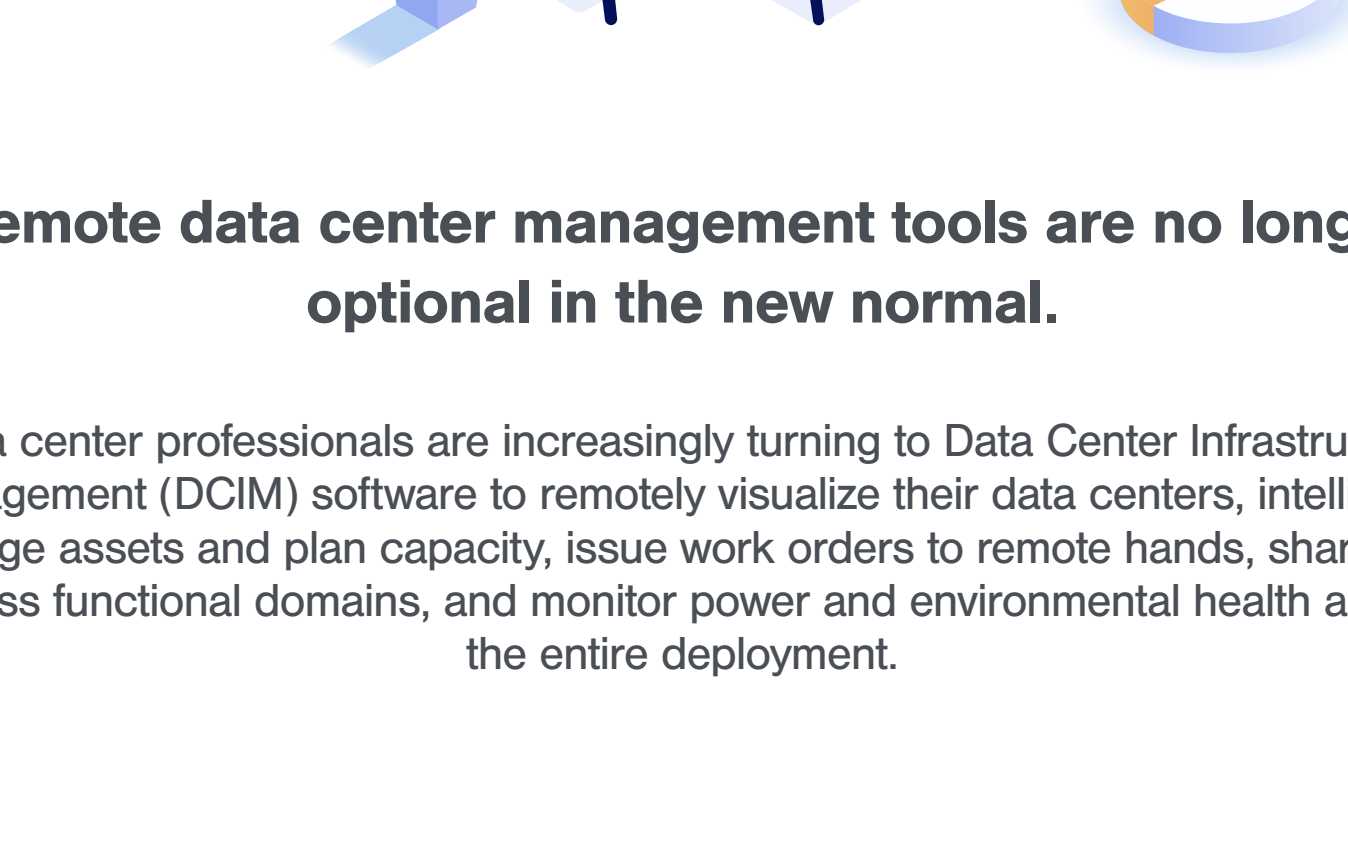 emote data center management tools are no long
optional in the new normal.
a center professionals are increasingly turning to Data Center Infrastru
agement (DCIM) software to remotely visualize their data centers, intelli
ge assets and plan capacity, issue work orders to remote hands, shar
ss functional domains, and monitor power and environmental health a
the entire deployment.